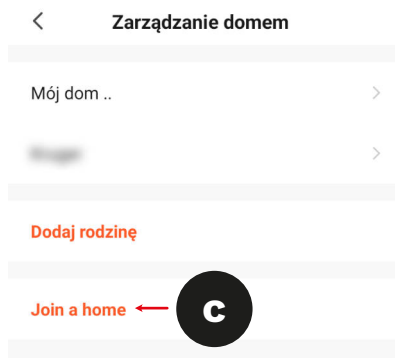 Zarządzanie domem
Mój dom ..
Dodaj rodzinę
Join a home
C